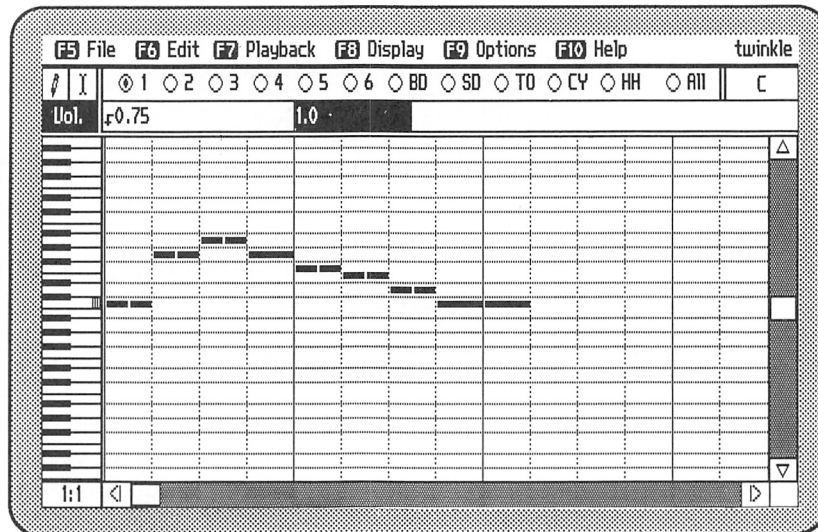 F5 File F6 Edit F7 Playback F8 Display F9 Options F10 Help twinkle
1 2 3 4 5 6 BD SD TO CY HH All C
Vol. 0.75 1.0
1:1